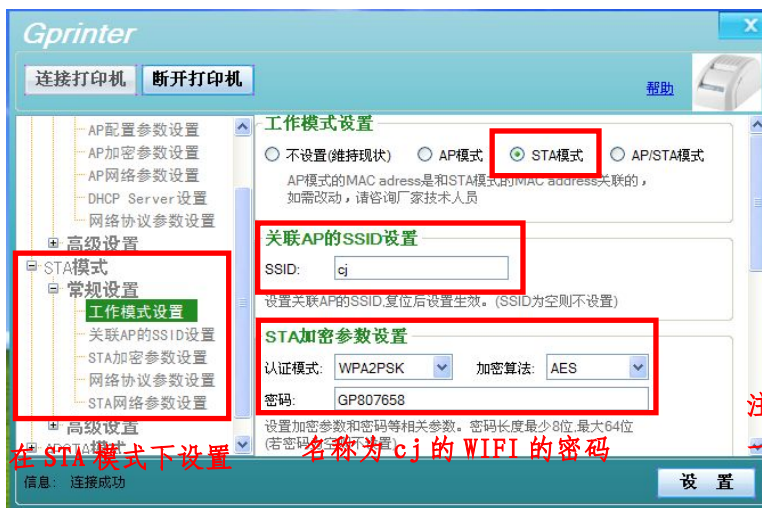 Gprinter
X
连接打印机 断开打印机
帮助
AP配置参数设置
AP加密参数设置
AP网络参数设置
DHCP Server设置
网络协议参数设置
高级设置
STA模式
常规设置
工作模式设置
关联AP的SSID设置
STA加密参数设置
网络协议参数设置
STA网络参数设置
高级设置
在 STA 模式下设置
工作模式设置
不设置(维持现状) AP模式 STA模式 AP/STA模式
AP模式的MAC adress是和STA模式的MAC address关联的，
如需改动，请咨询厂家技术人员
关联AP的SSID设置
SSID: cj
设置关联AP的SSID,复位后设置生效。(SSID为空则不设置)
STA加密参数设置
认证模式: WPA2PSK 加密算法: AES
密码: GP807658
设置加密参数和密码等相关参数。密码长度最少8位,最大64位
名称为 cj 的 WIFI 的密码
注
信息: 连接成功
设 置